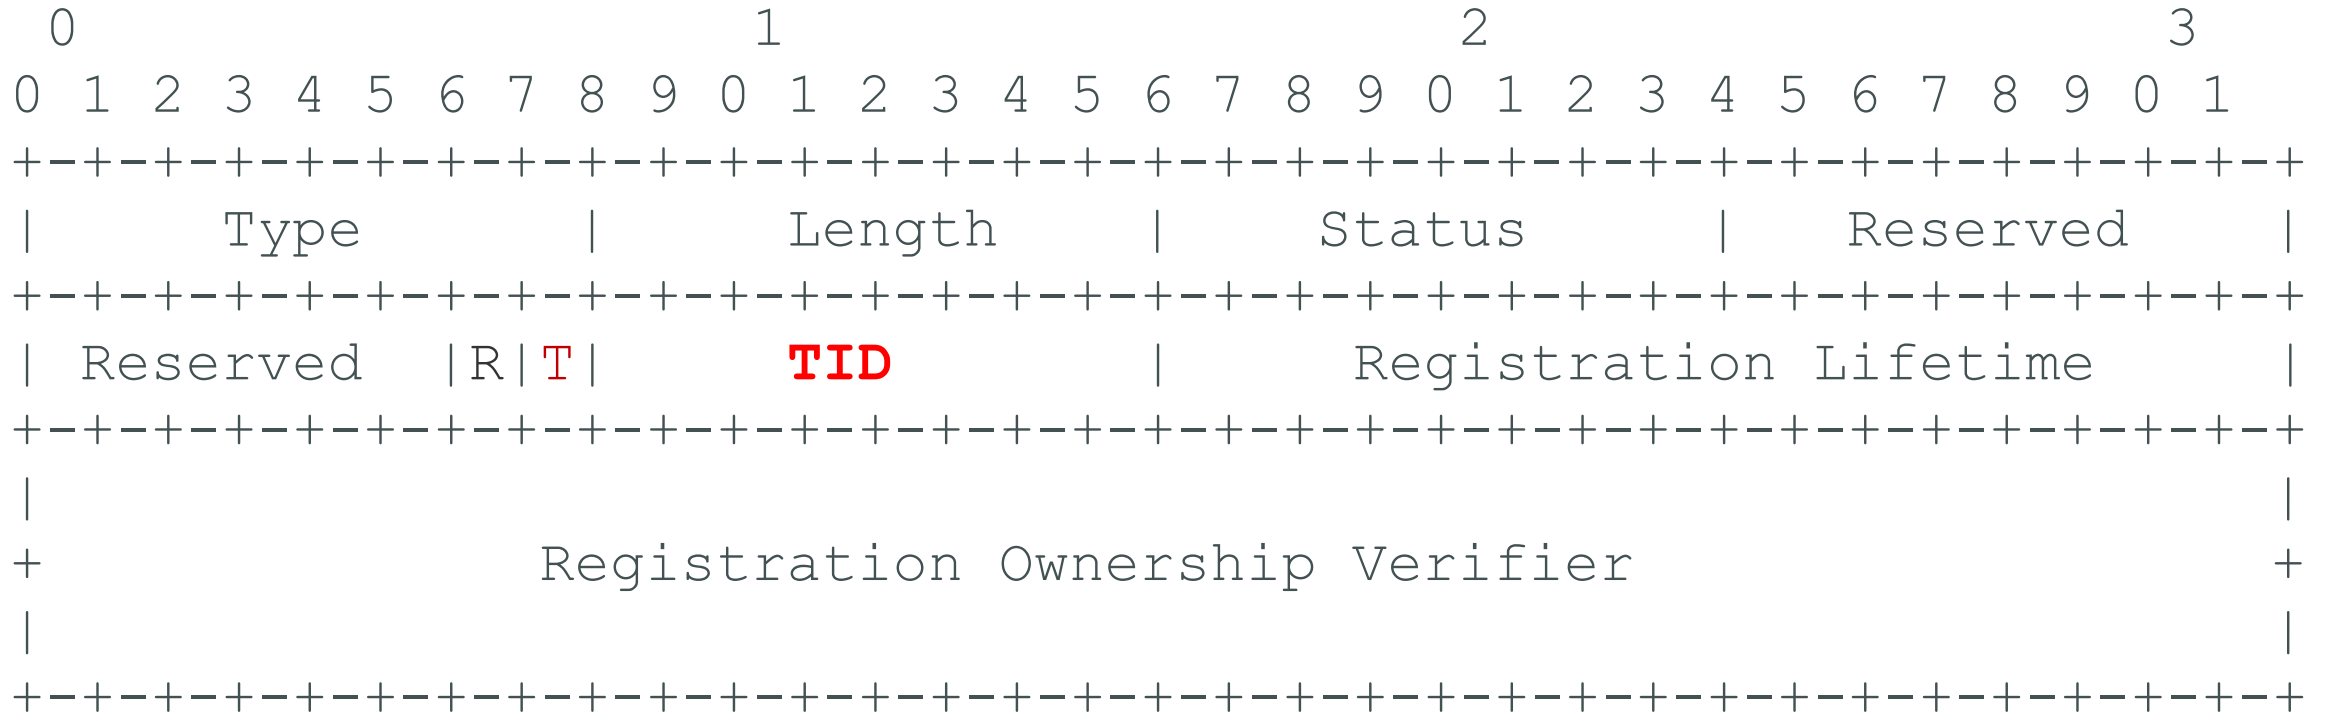 0                   1                   2                   3
0 1 2 3 4 5 6 7 8 9 0 1 2 3 4 5 6 7 8 9 0 1 2 3 4 5 6 7 8 9 0 1
+-+-+-+-+-+-+-+-+-+-+-+-+-+-+-+-+-+-+-+-+-+-+-+-+-+-+-+-+-+-+-+-+
|     Type      |     Length    |    Status     |   Reserved    |
+-+-+-+-+-+-+-+-+-+-+-+-+-+-+-+-+-+-+-+-+-+-+-+-+-+-+-+-+-+-+-+-+
| Reserved  |R|T|     TID       |     Registration Lifetime     |
+-+-+-+-+-+-+-+-+-+-+-+-+-+-+-+-+-+-+-+-+-+-+-+-+-+-+-+-+-+-+-+-+
|                                                               |
+              Registration Ownership Verifier                  +
|                                                               |
+-+-+-+-+-+-+-+-+-+-+-+-+-+-+-+-+-+-+-+-+-+-+-+-+-+-+-+-+-+-+-+-+